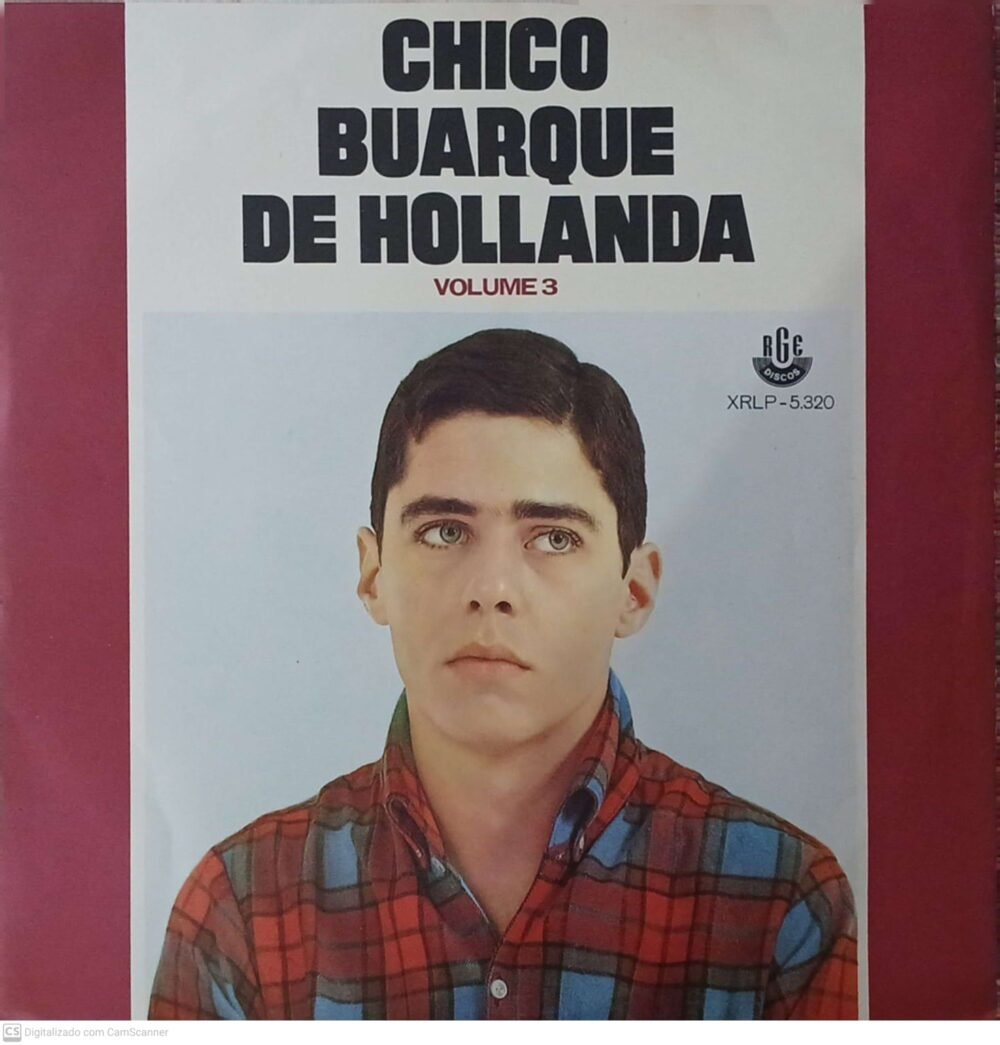 CHICO
BUARQUE
DE HOLLANDA
VOLUME 3
RGE
DISCOS
XRLP-5.320
CS Digitalizado com CamScanner